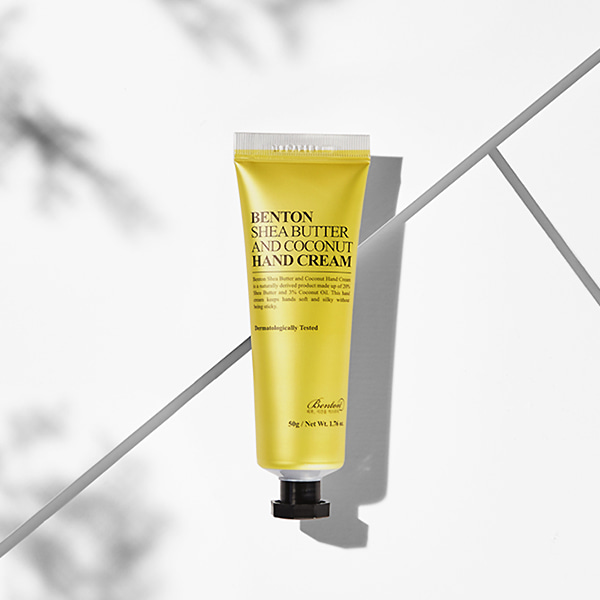 BENTON
SHEA BUTTER
AND COCONUT
HAND CREAM
Benton Shea Butter and Coconut Hand Cream
is a naturally derived product made up of 20%
Shea Butter and 3% Coconut Oil. This hand
cream keeps hands soft and silky without
being sticky.
Dermatologically Tested
Benton
50g / Net Wt. 1.76 oz.